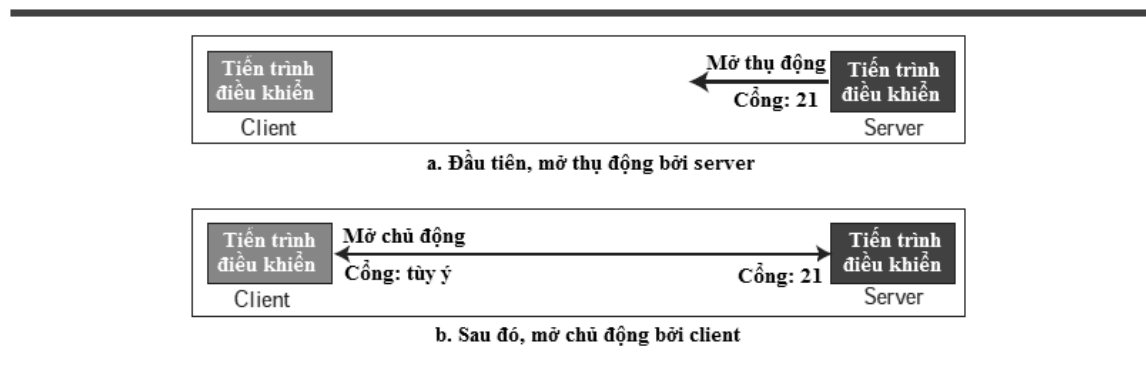 Tiến trình
điều khiển
Client
Mở thụ động
Cổng: 21
Tiến trình
điều khiển
Server
a. Đầu tiên, mở thụ động bởi server
Tiến trình
điều khiển
Client
Mở chủ động
Cổng: tùy ý
Cổng: 21
Tiến trình
điều khiển
Server
b. Sau đó, mở chủ động bởi client